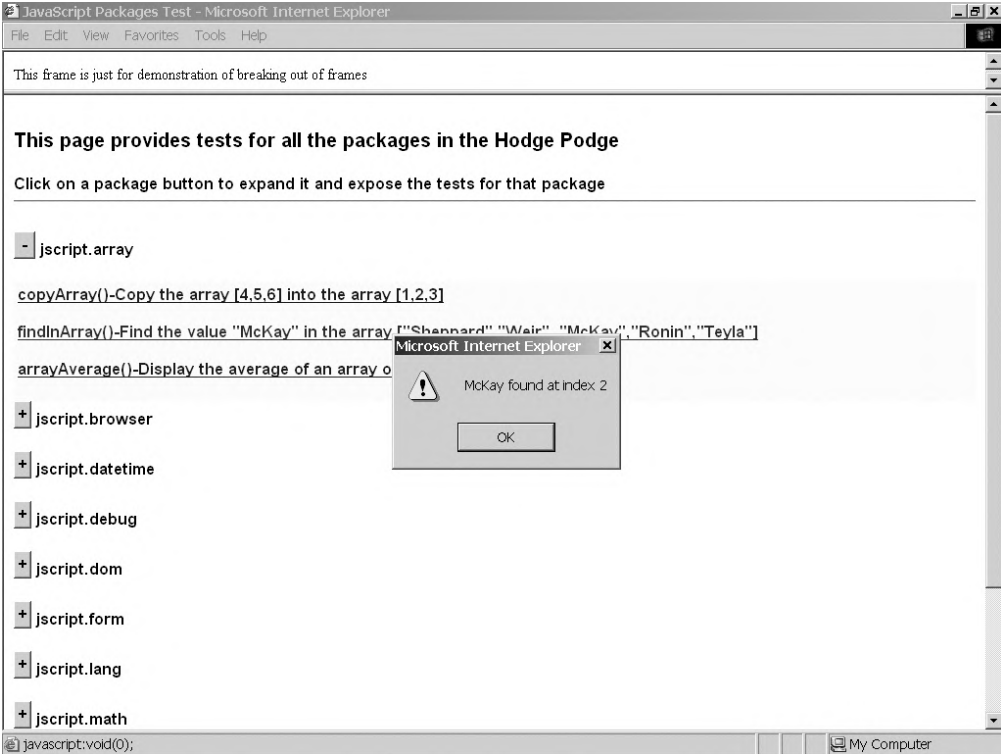 JavaScript Packages Test - Microsoft Internet Explorer
File Edit View Favorites Tools Help
This frame is just for demonstration of breaking out of frames
This page provides tests for all the packages in the Hodge Podge
Click on a package button to expand it and expose the tests for that package
- jscript.array
copyArray()-Copy the array [4,5,6] into the array [1,2,3]
findInArray()-Find the value "McKay" in the array ["Sheppard","Weir", "McKay","Ronin","Teyla"]
arrayAverage()-Display the average of an array o
Microsoft Internet Explorer
McKay found at index 2
OK
+ jscript.browser
+ jscript.datetime
+ jscript.debug
+ jscript.dom
+ jscript.form
+ jscript.lang
+ jscript.math
javascript:void(0);
My Computer